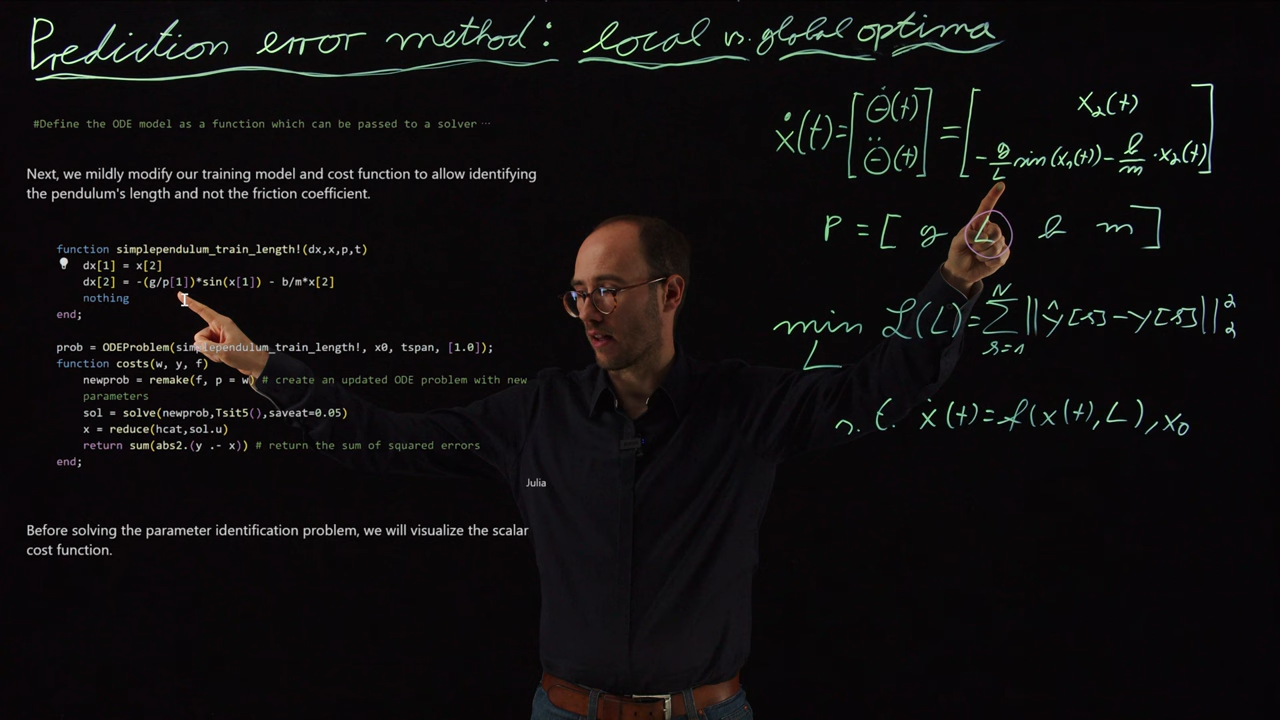 Prediction error method: local vs. global optima
#Define the ODE model as a function which can be passed to a solver ...
Next, we mildly modify our training model and cost function to allow identifying
the pendulum's length and not the friction coefficient.
function simplependulum_train_length!(dx,x,p,t)
dx[1] = x[2]
dx[2] = -(g/p[1])*sin(x[1]) - b/m*x[2]
nothing
end;
prob = ODEProblem(simplependulum_train_length!, x0, tspan, [1.0]);
function costs(w, y, f)
newprob = remake(f, p = w) # create an updated ODE problem with new
parameters
sol = solve(newprob,Tsit5(),saveat=0.05)
x = reduce(hcat,sol.u)
return sum(abs2.(y .- x)) # return the sum of squared errors
end;
Julia
Before solving the parameter identification problem, we will visualize the scalar
cost function.
ẋ(t) = [Θ̇(t) Θ̈(t)] = [x₂(t) -g/L sin(x₁(t)) - b/m · x₂(t)]
P = [ g L b m ]
min L ℒ(L) = Σ k=1 N ||ŷ[k] - y[k]||₂²
s.t. ẋ(t) = f(x(t), L), x₀